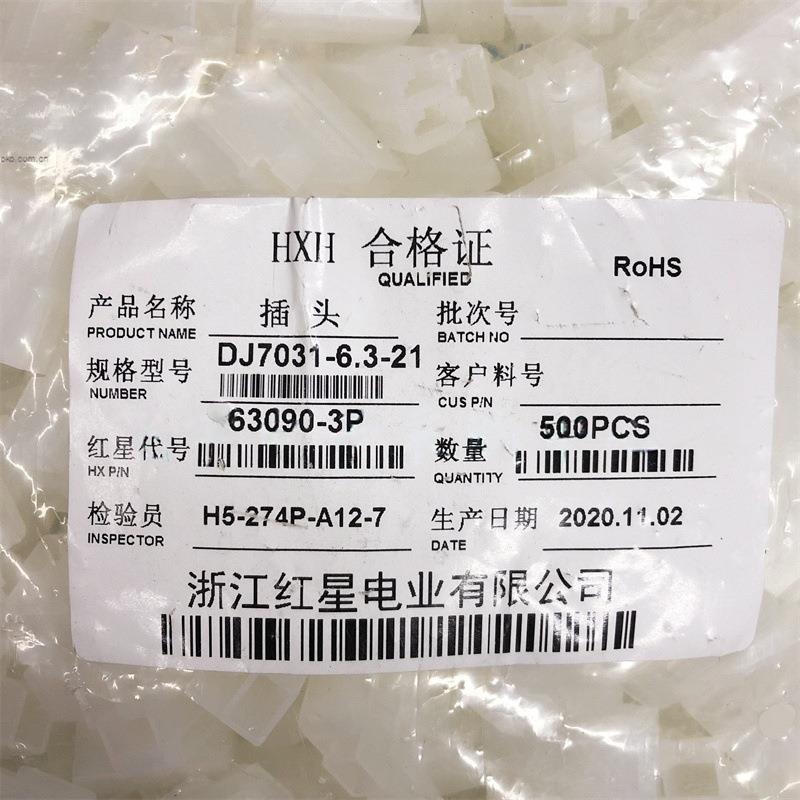 HXH 合格证
QUALIFIED
RoHS
产品名称 插头
PRODUCT NAME
批次号
BATCH NO
规格型号 DJ7031-6.3-21
NUMBER
客户料号
CUS P/N
红星代号 63090-3P
HX P/N
数量 500PCS
QUANTITY
检验员 H5-274P-A12-7
INSPECTOR
生产日期 2020.11.02
DATE
浙江红星电业有限公司